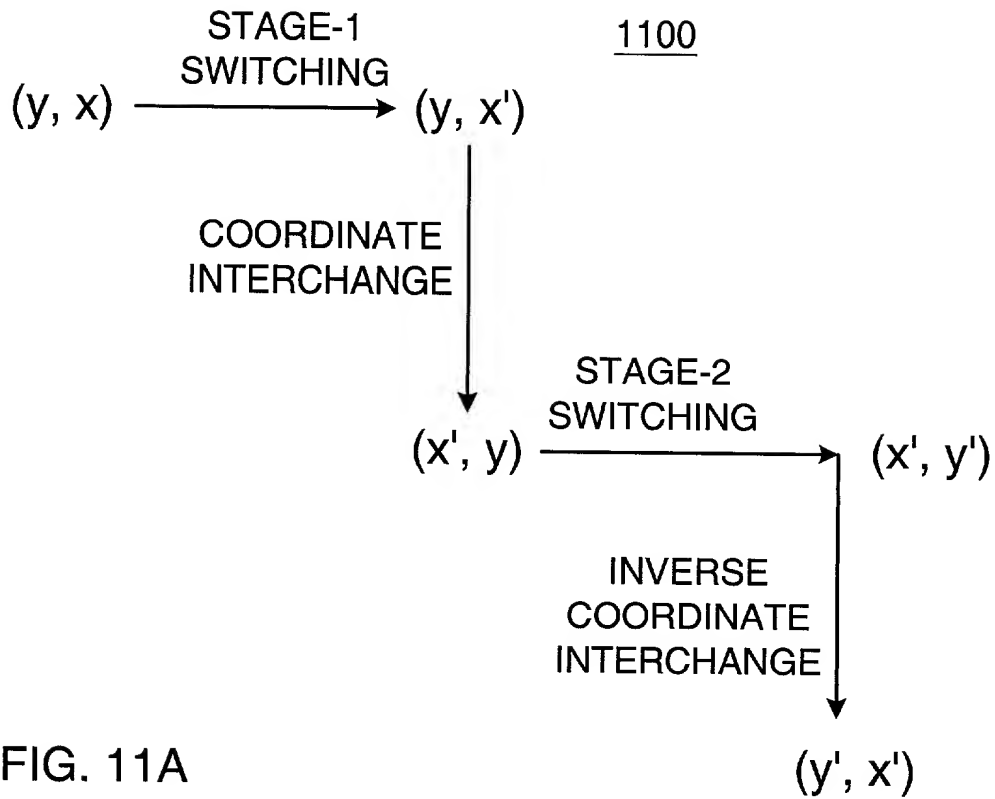 STAGE-1
SWITCHING
1100
(y, x)
(y, x')
COORDINATE
INTERCHANGE
STAGE-2
SWITCHING
(x', y)
(x', y')
INVERSE
COORDINATE
INTERCHANGE
FIG. 11A
(y', x')